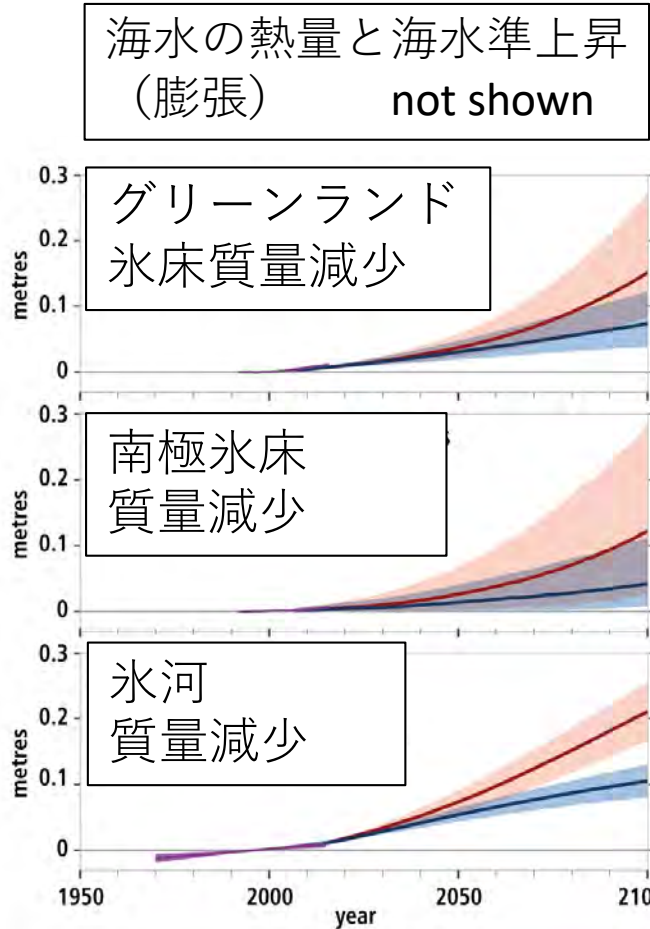 海水の熱量と海水準上昇
（膨張） not shown
0.3
グリーンランド
氷床質量減少
0.2
metres
0.1
0
0.3
南極氷床
質量減少
0.2
metres
0.1
0
0.3
氷河
質量減少
0.2
metres
0.1
0
1950 2000 2050 210
year